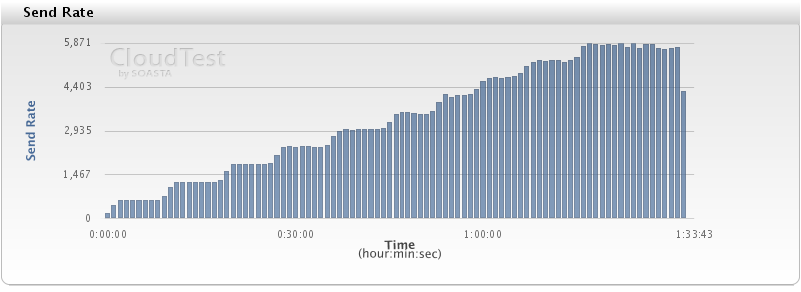 Send Rate
5,871
CloudTest
by SOASTA
4,403
2,935
Send Rate
1,467
0
0:00:00
0:30:00
1:00:00
1:33:43
Time
(hour:min:sec)